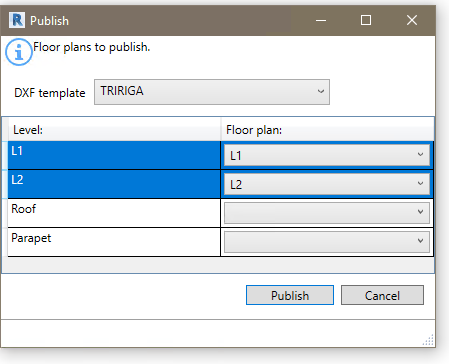 Publish
Floor plans to publish.
DXF template TRIRIGA
Level: Floor plan:
L1 L1
L2 L2
Roof
Parapet
Publish Cancel